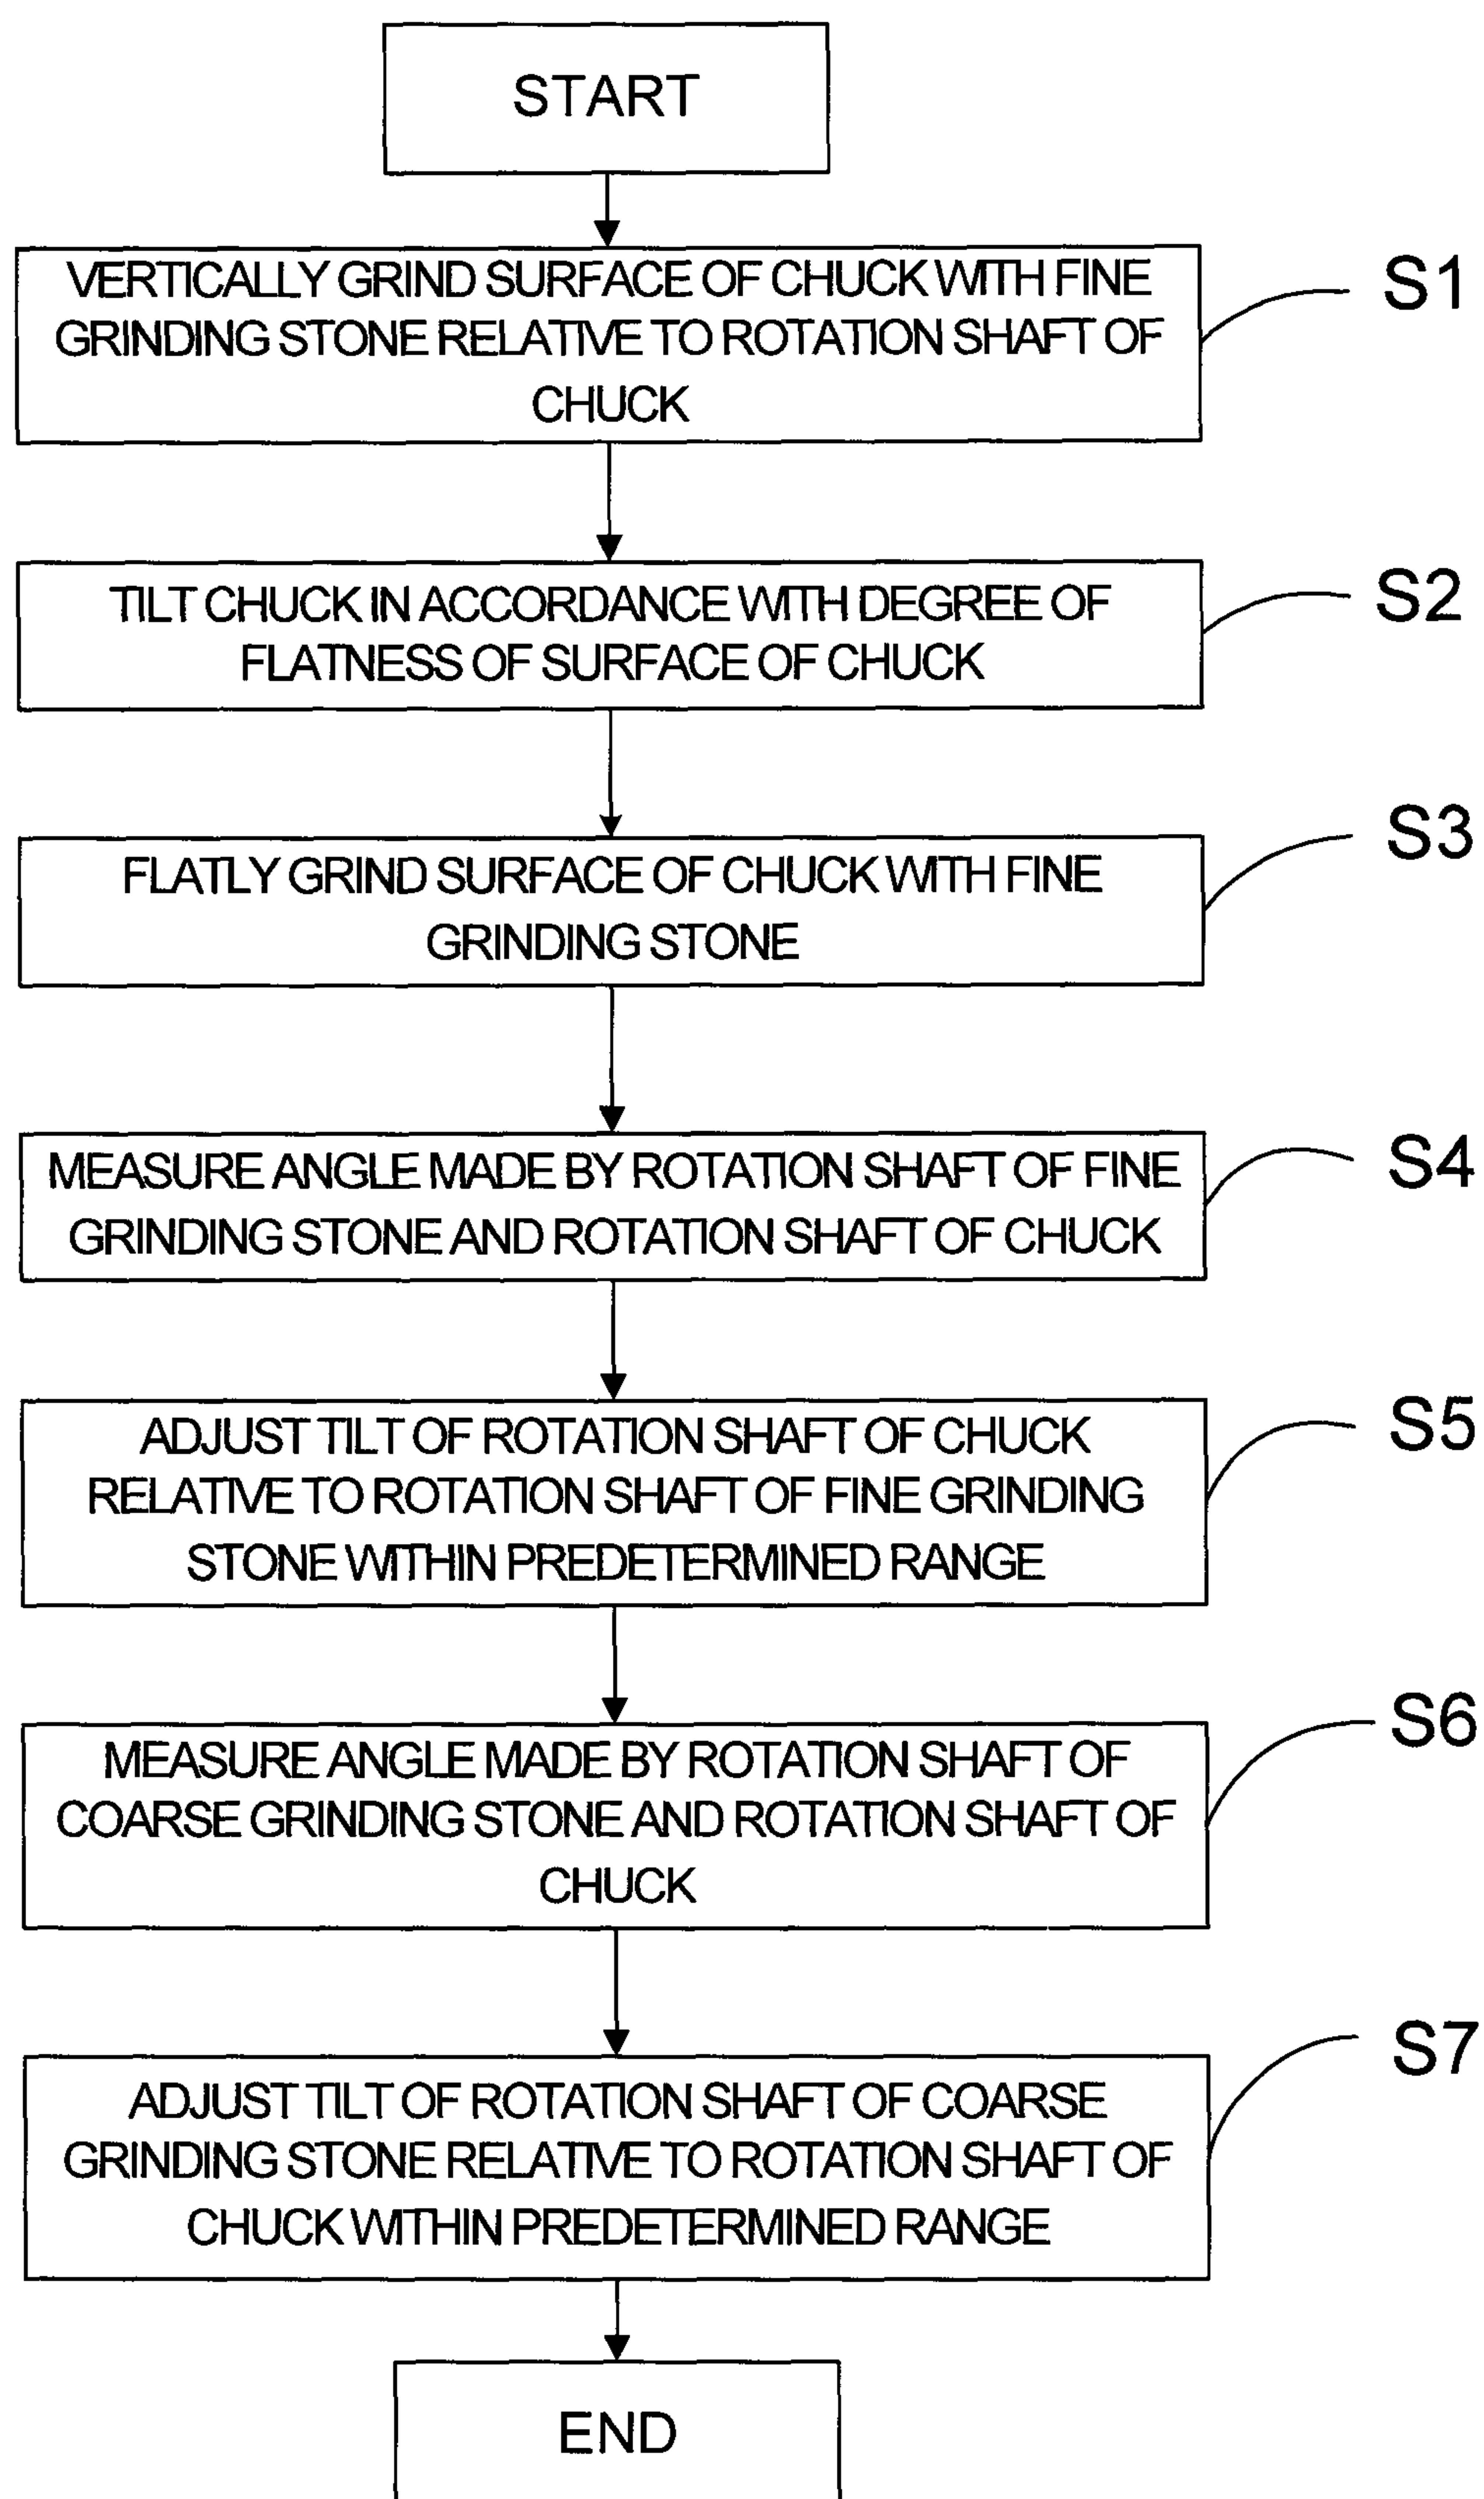 START
VERTICALLY GRIND SURFACE OF CHUCK WITH FINE
GRINDING STONE RELATIVE TO ROTATION SHAFT OF
CHUCK
S1
TILT CHUCK IN ACCORDANCE WITH DEGREE OF
FLATNESS OF SURFACE OF CHUCK
S2
FLATLY GRIND SURFACE OF CHUCK WITH FINE
GRINDING STONE
S3
MEASURE ANGLE MADE BY ROTATION SHAFT OF FINE
GRINDING STONE AND ROTATION SHAFT OF CHUCK
S4
ADJUST TILT OF ROTATION SHAFT OF CHUCK
RELATIVE TO ROTATION SHAFT OF FINE GRINDING
STONE WITHIN PREDETERMINED RANGE
S5
MEASURE ANGLE MADE BY ROTATION SHAFT OF
COARSE GRINDING STONE AND ROTATION SHAFT OF
CHUCK
S6
ADJUST TILT OF ROTATION SHAFT OF COARSE
GRINDING STONE RELATIVE TO ROTATION SHAFT OF
CHUCK WITHIN PREDETERMINED RANGE
S7
END